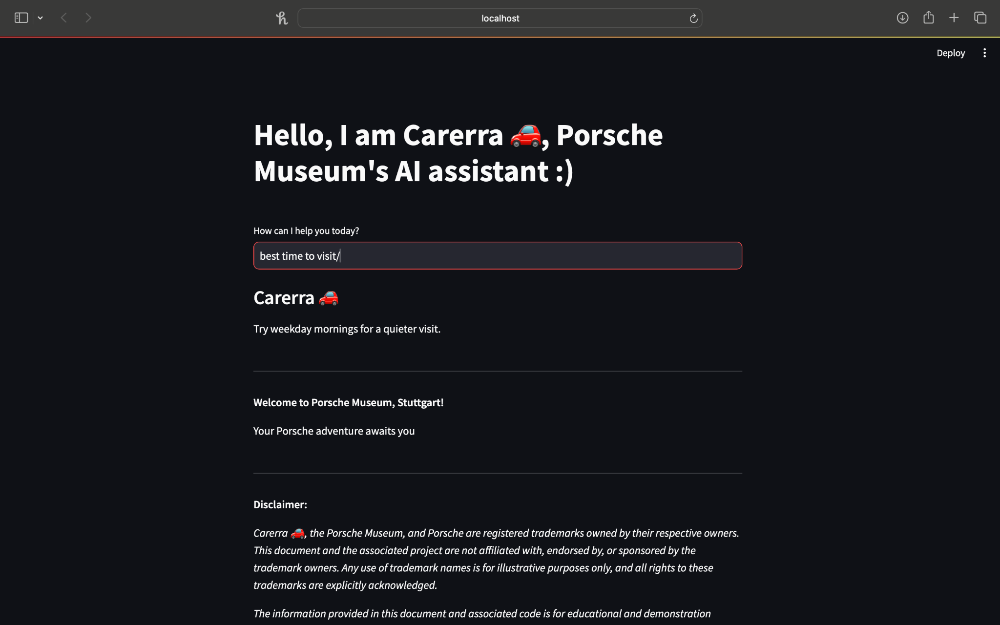 localhost
Deploy
Hello, I am Carerra 🚗, Porsche
Museum's AI assistant :)
How can I help you today?
best time to visit/
Carerra 🚗
Try weekday mornings for a quieter visit.
Welcome to Porsche Museum, Stuttgart!
Your Porsche adventure awaits you
Disclaimer:
Carerra 🚗, the Porsche Museum, and Porsche are registered trademarks owned by their respective owners.
This document and the associated project are not affiliated with, endorsed by, or sponsored by the
trademark owners. Any use of trademark names is for illustrative purposes only, and all rights to these
trademarks are explicitly acknowledged.
The information provided in this document and associated code is for educational and demonstration